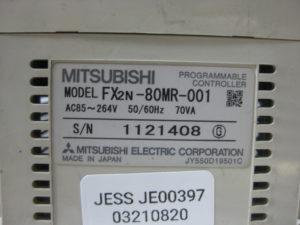 MITSUBISHI PROGRAMMABLE CONTROLLER
MODEL FX2N-80MR-001
AC85~264V 50/60Hz 70VA
S/N 1121408 G
MITSUBISHI ELECTRIC CORPORATION
MADE IN JAPAN JY550D19501C
JESS JE00397
03210820